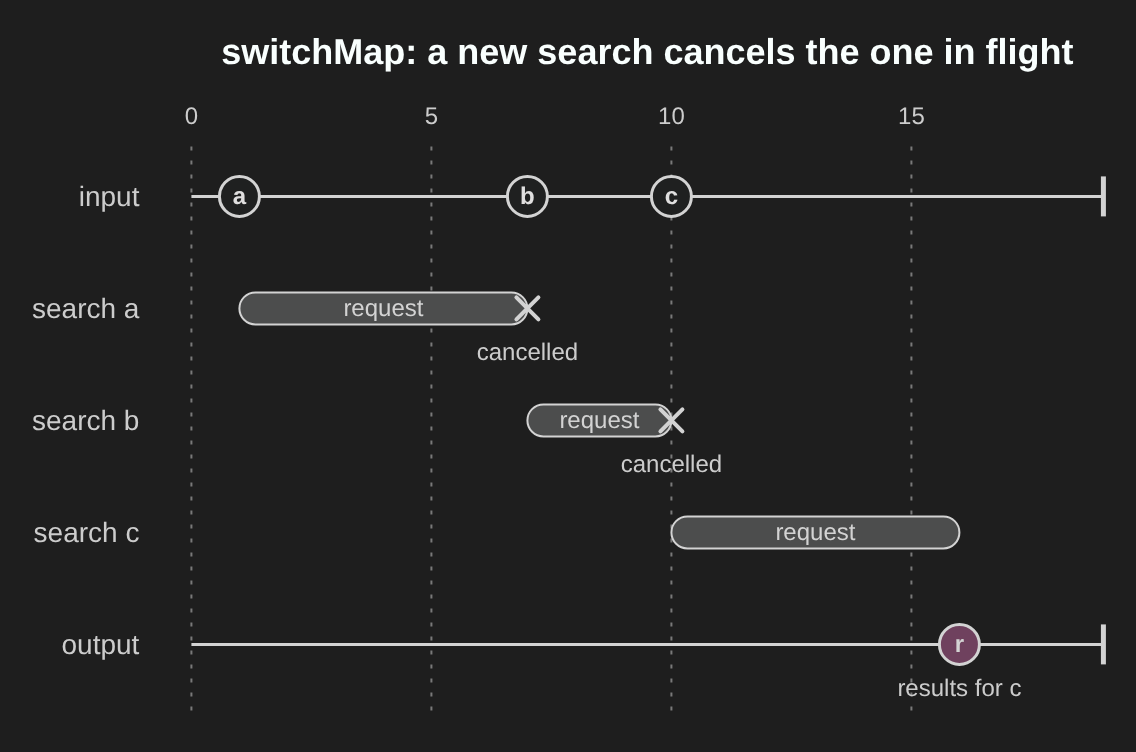 switchMap: a new search cancels the one in flight
0 5 10 15
input a b c
search a request
cancelled
search b request
cancelled
search c request
output r
results for c